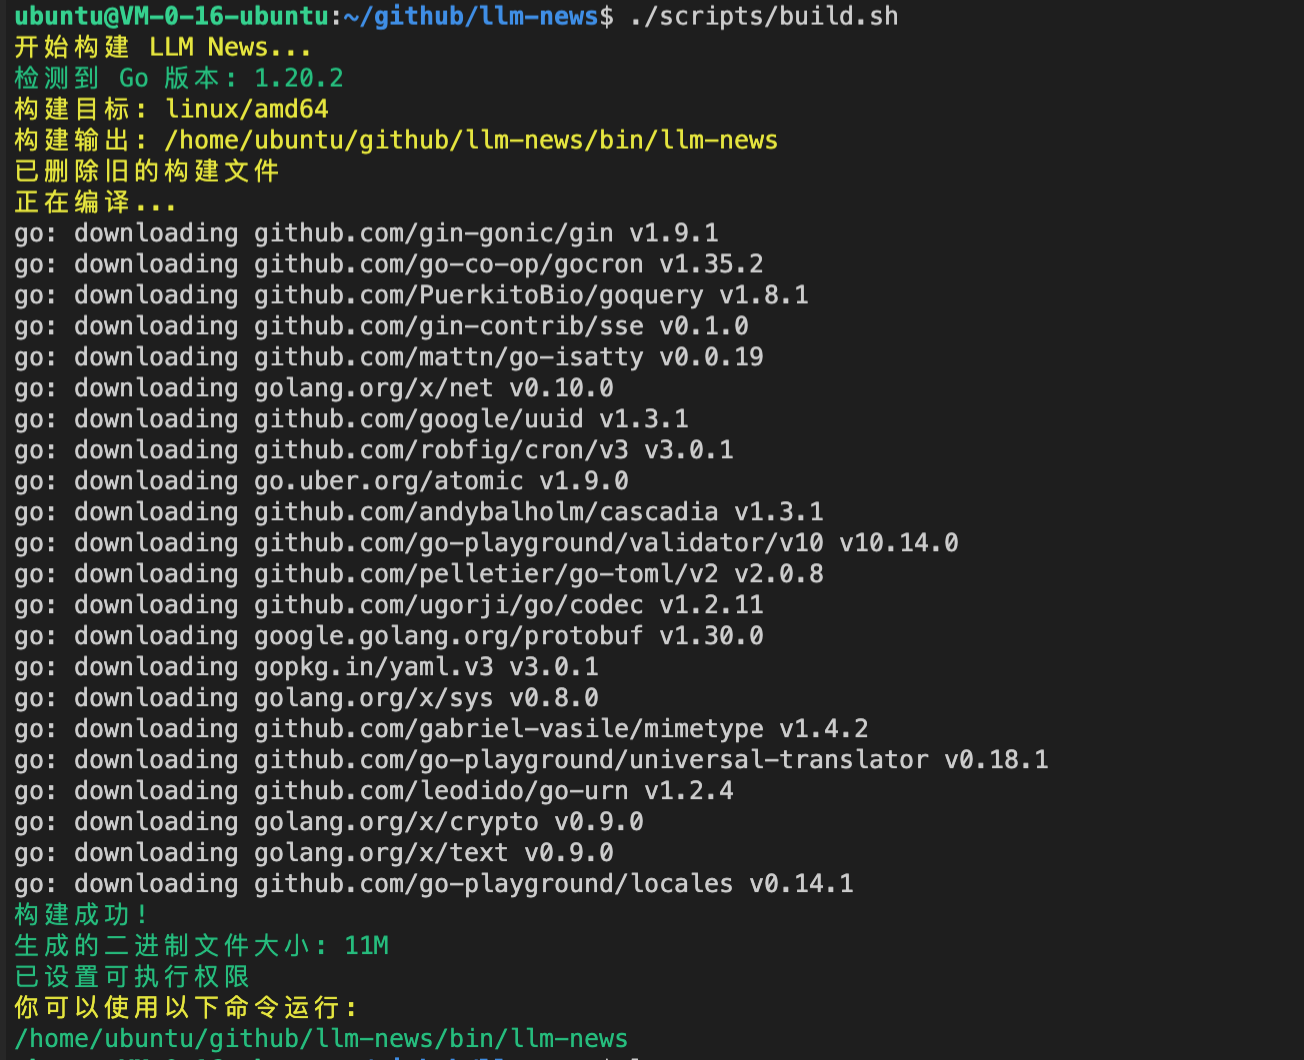 ubuntu@VM-0-16-ubuntu:~/github/llm-news$ ./scripts/build.sh
开始构建 LLM News...
检测到 Go 版本: 1.20.2
构建目标: linux/amd64
构建输出: /home/ubuntu/github/llm-news/bin/llm-news
已删除旧的构建文件
正在编译...
go: downloading github.com/gin-gonic/gin v1.9.1
go: downloading github.com/go-co-op/gocron v1.35.2
go: downloading github.com/PuerkitoBio/goquery v1.8.1
go: downloading github.com/gin-contrib/sse v0.1.0
go: downloading github.com/mattn/go-isatty v0.0.19
go: downloading golang.org/x/net v0.10.0
go: downloading github.com/google/uuid v1.3.1
go: downloading github.com/robfig/cron/v3 v3.0.1
go: downloading go.uber.org/atomic v1.9.0
go: downloading github.com/andybalholm/cascadia v1.3.1
go: downloading github.com/go-playground/validator/v10 v10.14.0
go: downloading github.com/pelletier/go-toml/v2 v2.0.8
go: downloading github.com/ugorji/go/codec v1.2.11
go: downloading google.golang.org/protobuf v1.30.0
go: downloading gopkg.in/yaml.v3 v3.0.1
go: downloading golang.org/x/sys v0.8.0
go: downloading github.com/gabriel-vasile/mimetype v1.4.2
go: downloading github.com/go-playground/universal-translator v0.18.1
go: downloading github.com/leodido/go-urn v1.2.4
go: downloading golang.org/x/crypto v0.9.0
go: downloading golang.org/x/text v0.9.0
go: downloading github.com/go-playground/locales v0.14.1
构建成功!
生成的二进制文件大小: 11M
已设置可执行权限
你可以使用以下命令运行:
/home/ubuntu/github/llm-news/bin/llm-news